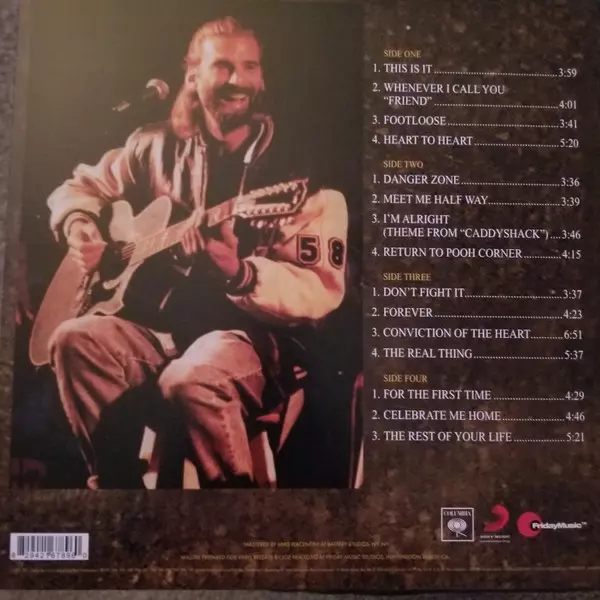 SIDE ONE
1. THIS IS IT ........ 3:59
2. WHENEVER I CALL YOU
"FRIEND" ........ 4:01
3. FOOTLOOSE ........ 3:41
4. HEART TO HEART ........ 5:20
SIDE TWO
1. DANGER ZONE ........ 3:36
2. MEET ME HALF WAY ........ 3:39
3. I'M ALRIGHT
(THEME FROM "CADDYSHACK") .... 3:46
4. RETURN TO POOH CORNER ........ 4:15
SIDE THREE
1. DON'T FIGHT IT ........ 3:37
2. FOREVER ........ 4:23
3. CONVICTION OF THE HEART ........ 6:51
4. THE REAL THING ........ 5:37
SIDE FOUR
1. FOR THE FIRST TIME ........ 4:29
2. CELEBRATE ME HOME ........ 4:46
3. THE REST OF YOUR LIFE ........ 5:21
58
COLUMBIA
FridayMusic™